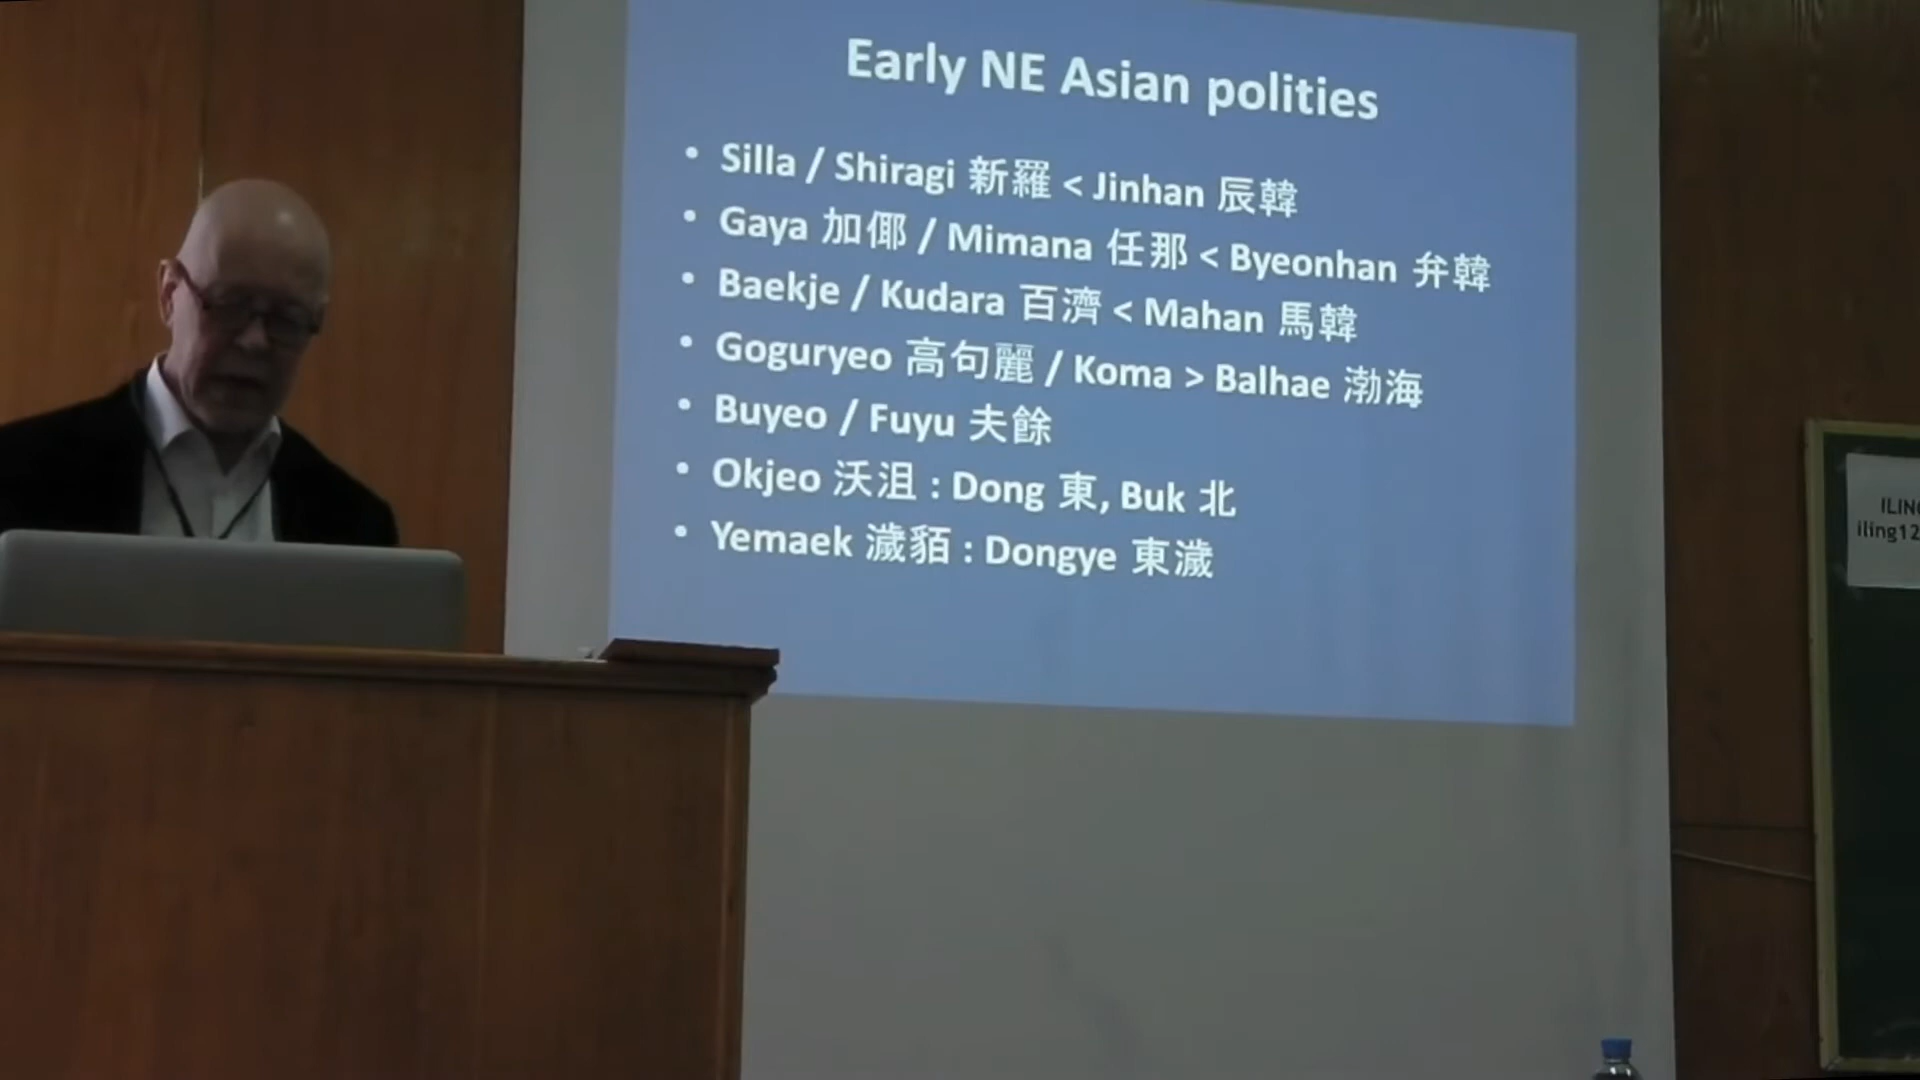 Early NE Asian polities
• Silla / Shiragi 新羅 < Jinhan 辰韓
• Gaya 加倻 / Mimana 任那 < Byeonhan 弁韓
• Baekje / Kudara 百濟 < Mahan 馬韓
• Goguryeo 高句麗 / Koma > Balhae 渤海
• Buyeo / Fuyu 夫餘
• Okjeo 沃沮 : Dong 東, Buk 北
• Yemaek 濊貊 : Dongye 東濊